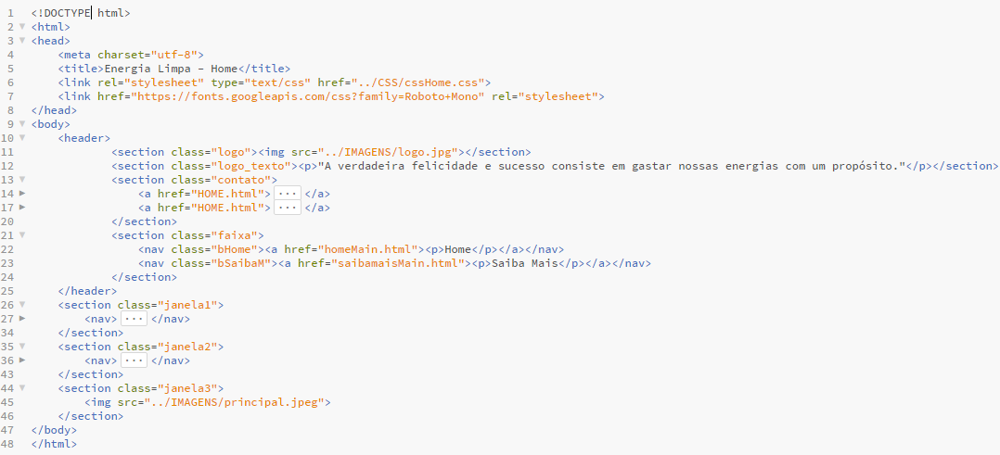 1 <!DOCTYPE html>
2 <html>
3 <head>
4 <meta charset="utf-8">
5 <title>Energia Limpa – Home</title>
6 <link rel="stylesheet" type="text/css" href="../CSS/cssHome.css">
7 <link href="https://fonts.googleapis.com/css?family=Roboto+Mono" rel="stylesheet">
8 </head>
9 <body>
10 <header>
11 <section class="logo"><img src="../IMAGENS/logo.jpg"></section>
12 <section class="logo_texto"><p>"A verdadeira felicidade e sucesso consiste em gastar nossas energias com um propósito."</p></section>
13 <section class="contato">
14 <a href="HOME.html"> ... </a>
17 <a href="HOME.html"> ... </a>
20 </section>
21 <section class="faixa">
22 <nav class="bHome"><a href="homeMain.html"><p>Home</p></a></nav>
23 <nav class="bSaibaM"><a href="saibamaisMain.html"><p>Saiba Mais</p></a></nav>
24 </section>
25 </header>
26 <section class="janela1">
27 <nav> ... </nav>
34 </section>
35 <section class="janela2">
36 <nav> ... </nav>
43 </section>
44 <section class="janela3">
45 <img src="../IMAGENS/principal.jpeg">
46 </section>
47 </body>
48 </html>